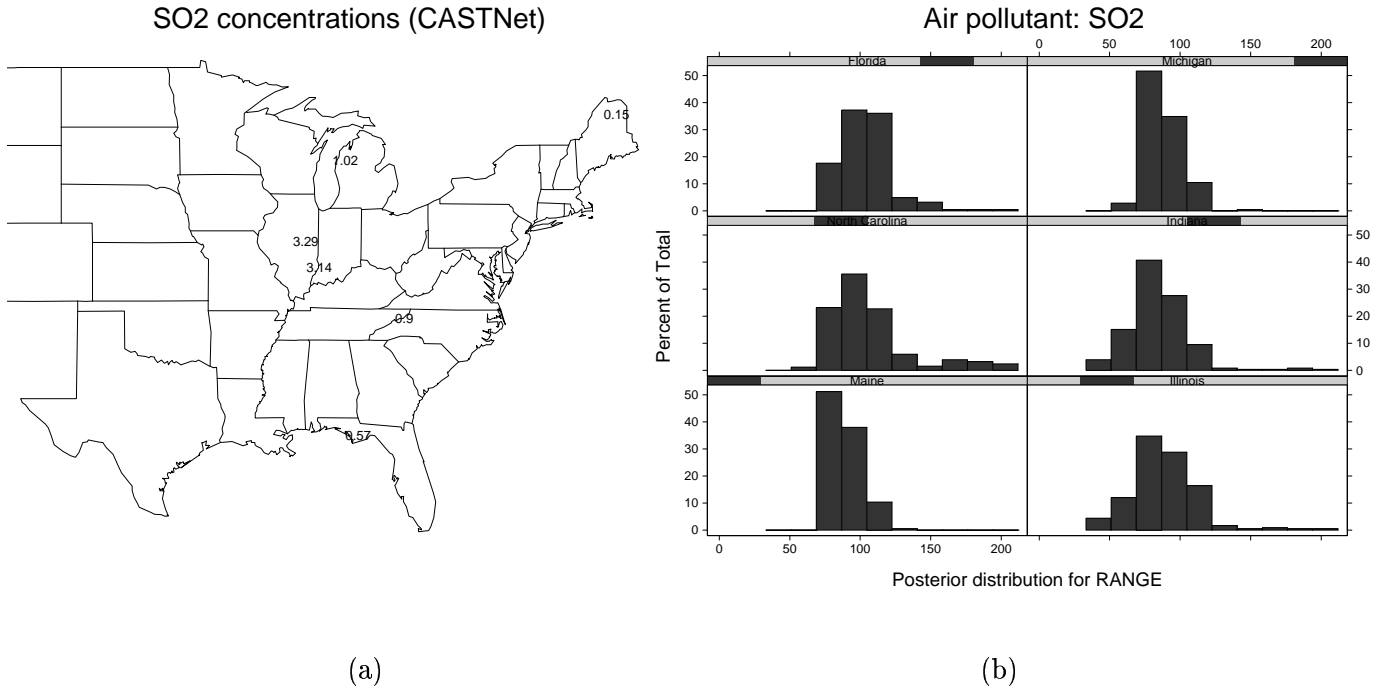 SO2 concentrations (CASTNet)
0.15
1.02
3.29
3.14
0.9
0.57
(a)
Air pollutant: SO2
0 50 100 150 200
Florida Michigan
50
40
30
20
10
0
North Carolina Indiana
50
40
30
20
10
0
Maine Illinois
50
40
30
20
10
0
0 50 100 150 200
Percent of Total
Posterior distribution for RANGE
(b)